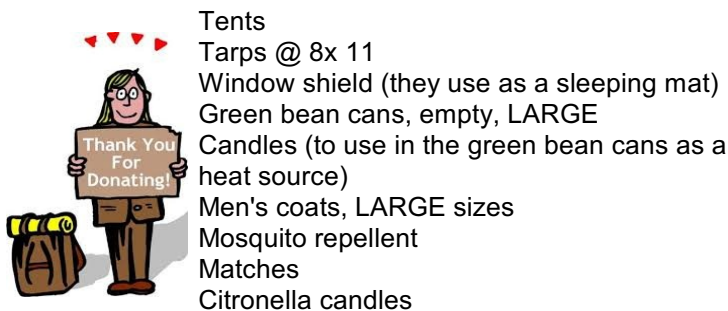 Tents
Tarps @ 8x 11
Window shield (they use as a sleeping mat)
Green bean cans, empty, LARGE
Candles (to use in the green bean cans as a
heat source)
Men's coats, LARGE sizes
Mosquito repellent
Matches
Citronella candles
Thank You
For
Donating!